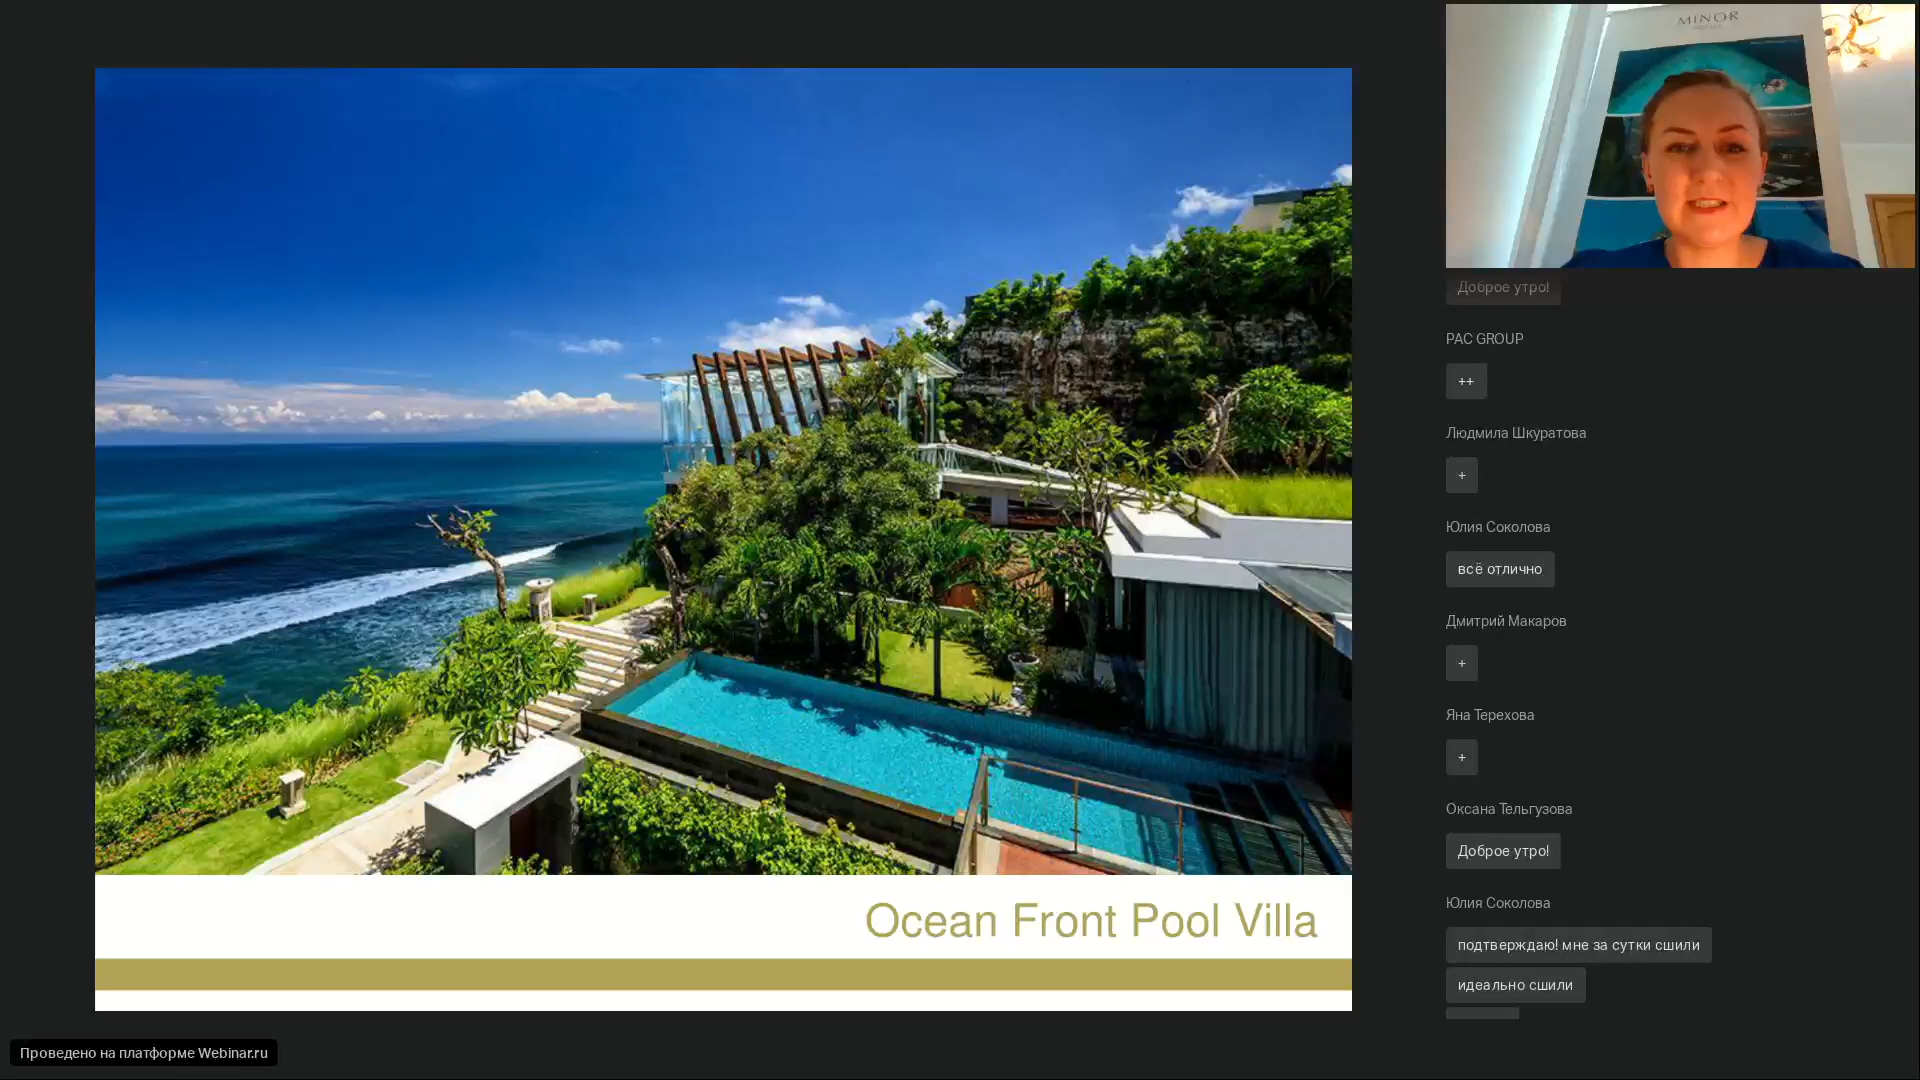 MINOR
Доброе утро!
PAC GROUP
++
Людмила Шкуратова
+
Юлия Соколова
всё отлично
Дмитрий Макаров
+
Яна Терехова
+
Оксана Тельгузова
Доброе утро!
Юлия Соколова
подтверждаю! мне за сутки сшили
идеально сшили
Ocean Front Pool Villa
Проведено на платформе Webinar.ru